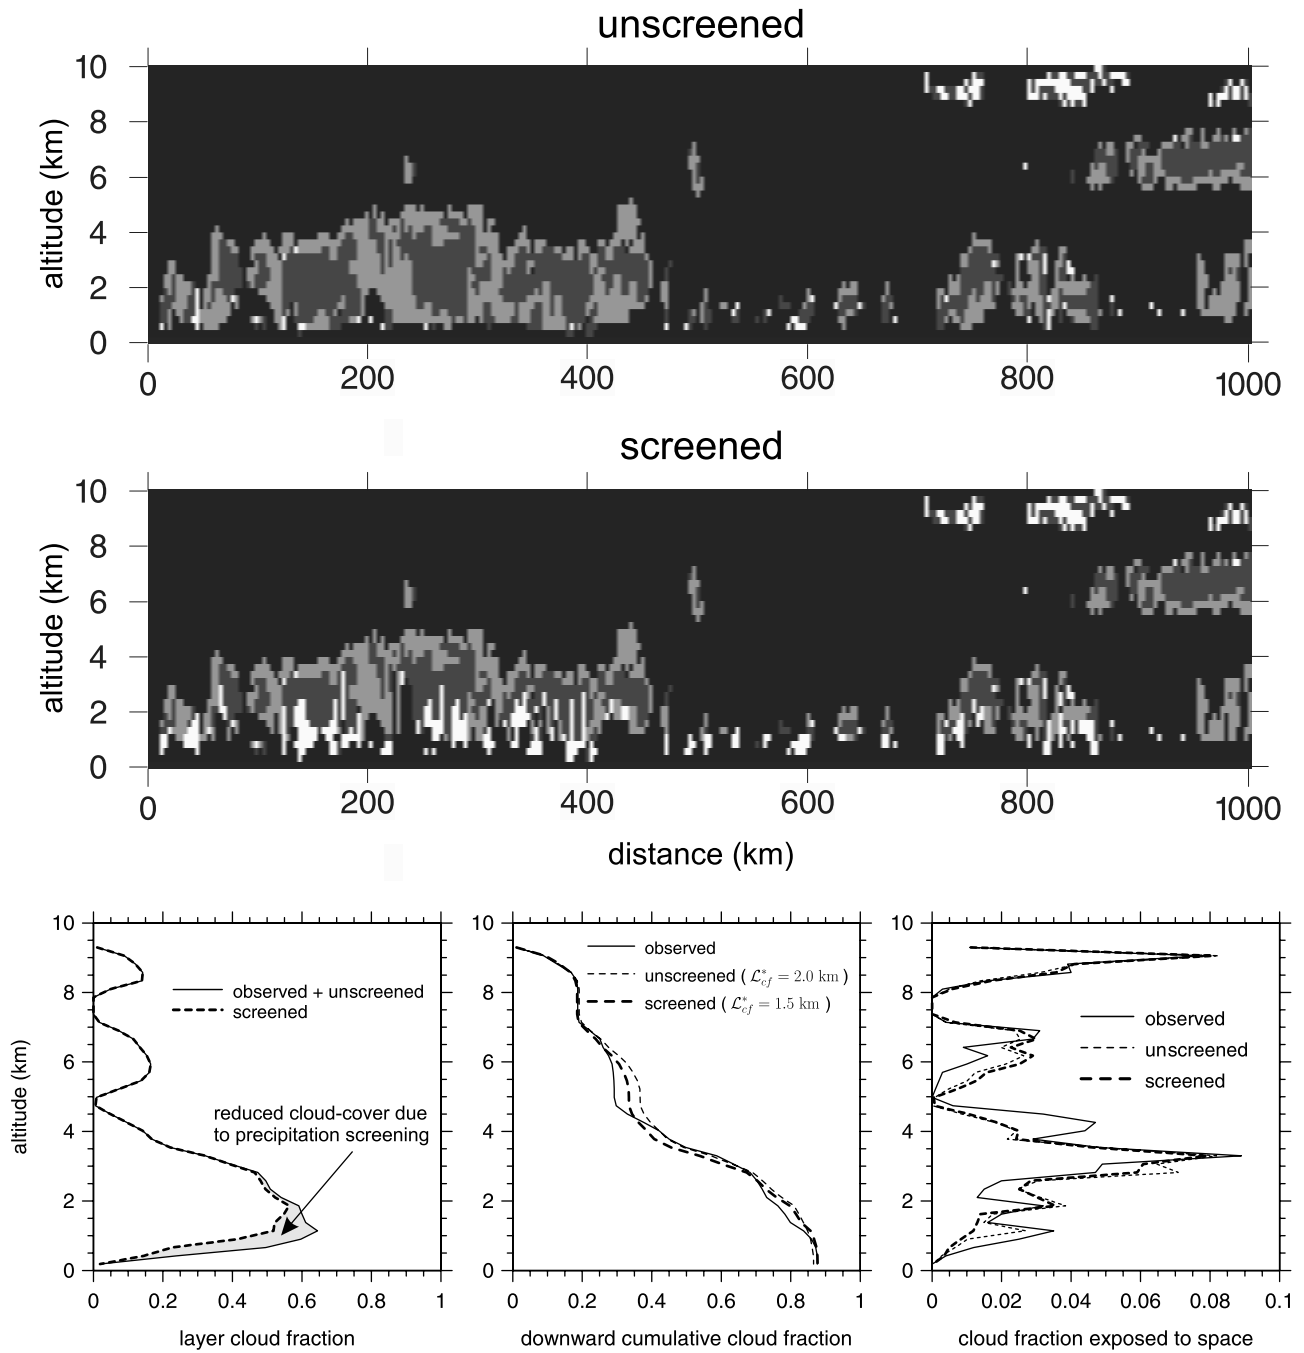 unscreened
10
8
6
4
2
0
altitude (km)
0 200 400 600 800 1000
screened
10
8
6
4
2
0
altitude (km)
0 200 400 600 800 1000
distance (km)
10
8
6
4
2
0
altitude (km)
observed + unscreened
screened
reduced cloud-cover due
to precipitation screening
0 0.2 0.4 0.6 0.8 1
layer cloud fraction
10
8
6
4
2
0
observed
unscreened ( ℒ*cf = 2.0 km )
screened ( ℒ*cf = 1.5 km )
0 0.2 0.4 0.6 0.8 1
downward cumulative cloud fraction
10
8
6
4
2
0
observed
unscreened
screened
0 0.02 0.04 0.06 0.08 0.1
cloud fraction exposed to space